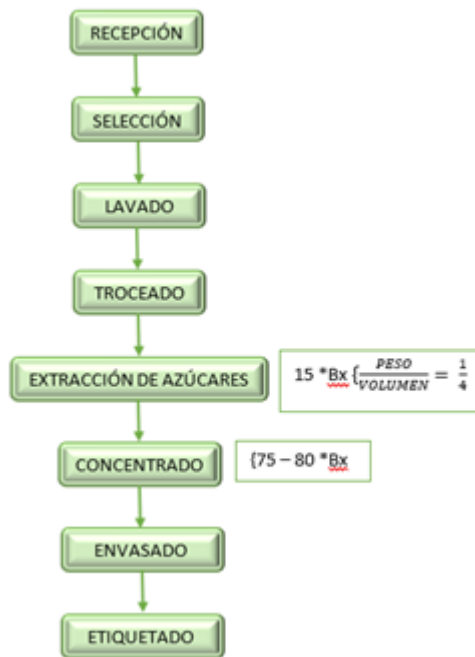 RECEPCIÓN
SELECCIÓN
LAVADO
TROCEADO
EXTRACCIÓN DE AZÚCARES
15 *Bx {PESO/VOLUMEN = 1/4
CONCENTRADO
{75 – 80 *Bx
ENVASADO
ETIQUETADO